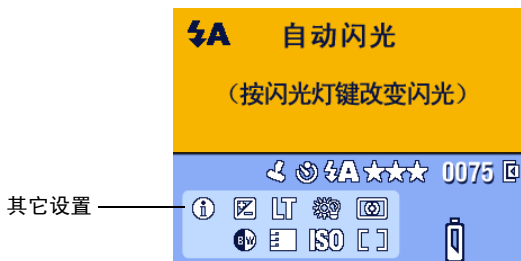 ⚡A 自动闪光
（按闪光灯键改变闪光）
⚡A ★★★ 0075
其它设置
LT
BW ISO [ ]